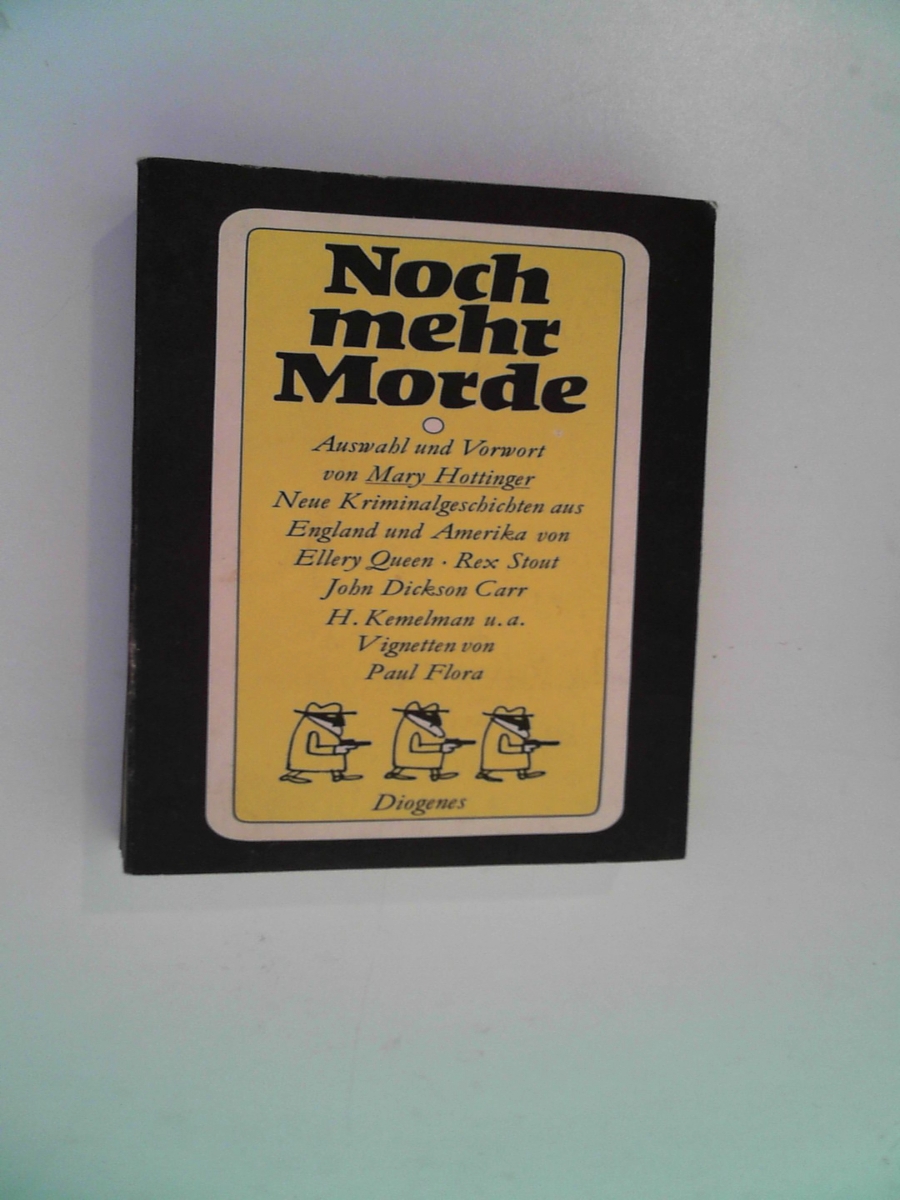 Noch
mehr
Morde
Auswahl und Vorwort
von Mary Hottinger
Neue Kriminalgeschichten aus
England und Amerika von
Ellery Queen · Rex Stout
John Dickson Carr
H. Kemelman u. a.
Vignetten von
Paul Flora
Diogenes